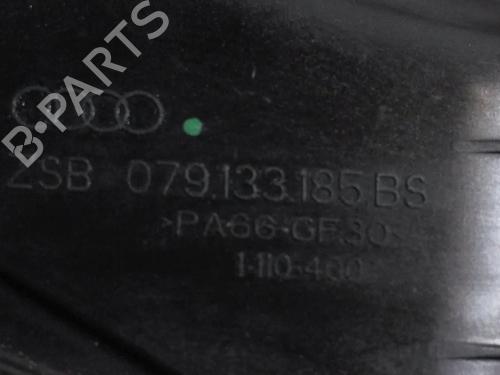 B-PARTS
ZSB 079.133.185 BS
>PA66-GF30<
1-110-400